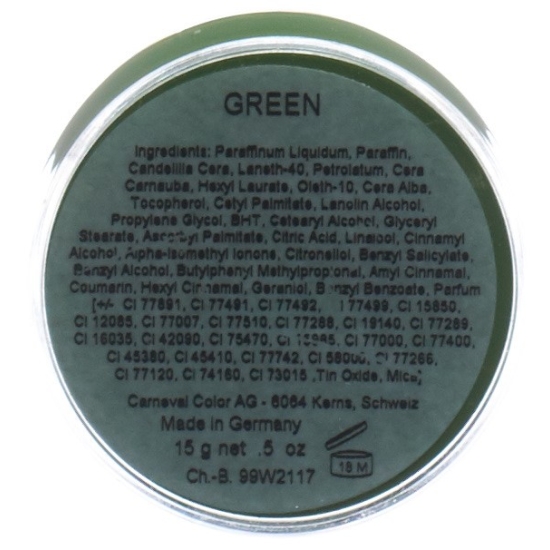 GREEN
Ingredients: Paraffinum Liquidum, Paraffin,
Candelilla Cera, Laneth-40, Petrolatum, Cera
Carnauba, Hexyl Laurate, Oleth-10, Cera Alba,
Tocopherol, Cetyl Palmitate, Lanolin Alcohol,
Propylene Glycol, BHT, Cetearyl Alcohol, Glyceryl
Stearate, Ascorbyl Palmitate, Citric Acid, Linalool, Cinnamyl
Alcohol, Alpha-Isomethyl Ionone, Citronellol, Benzyl Salicylate,
Benzyl Alcohol, Butylphenyl Methylpropional, Amyl Cinnamal,
Coumarin, Hexyl Cinnamal, Geraniol, Benzyl Benzoate, Parfum
[+/- CI 77891, CI 77491, CI 77492, 77499, CI 15850,
CI 12085, CI 77007, CI 77510, CI 77288, CI 19140, CI 77289,
CI 16035, CI 42090, CI 75470, CI CI 77000, CI 77400,
CI 45380, CI 45410, CI 77742, CI CI 77266,
CI 77120, CI 74160, CI 73015 ,Tin Oxide, Mica]
Carneval Color AG - 6064 Kerns, Schweiz
Made in Germany
15 g net .5 oz
Ch.-B. 99W2117
18 M